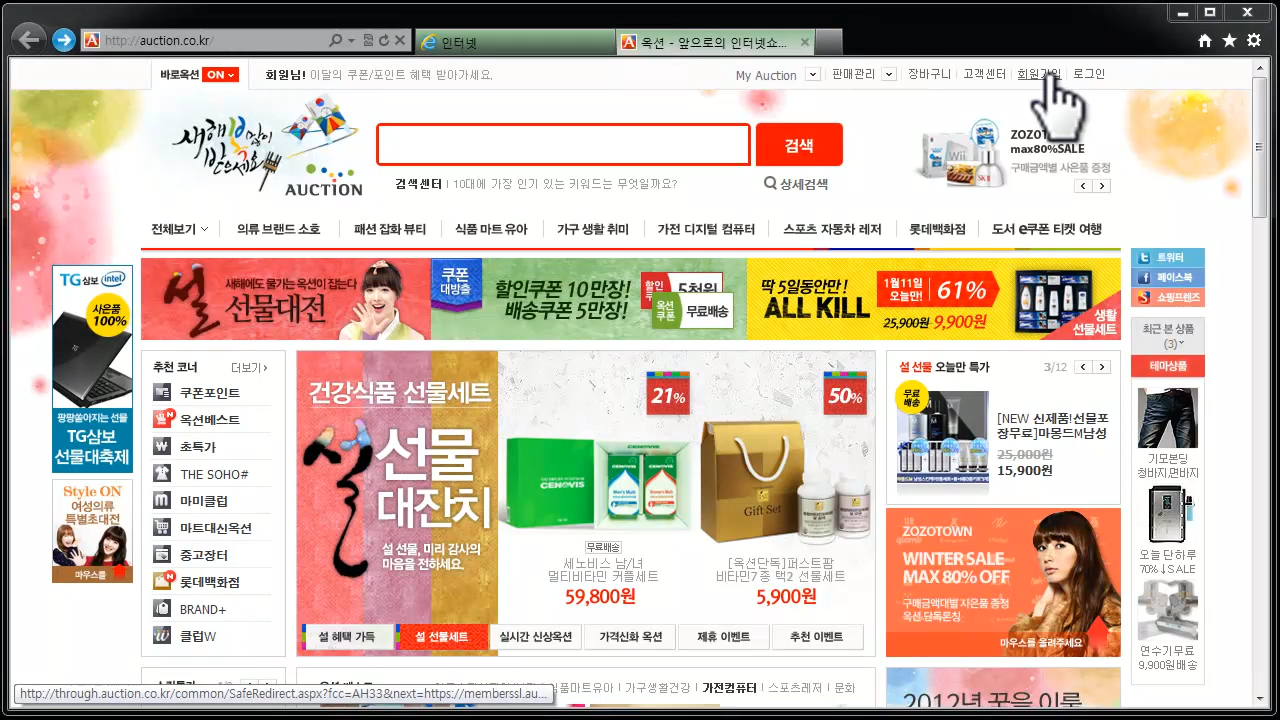 http://auction.co.kr/
인터넷
옥션 - 앞으로의 인터넷쇼...
바로옥션 ON
회원님! 이달의 쿠폰/포인트 혜택 받아가세요.
My Auction 판매관리 장바구니 고객센터 회원가입 로그인
새해 복 많이
받으세요
AUCTION
검색
검색센터 10대에 가장 인기 있는 키워드는 무엇일까요?
상세검색
max80%SALE
구매금액별 사은품 증정
전체보기 의류 브랜드 소호 패션 잡화 뷰티 식품 마트 유아 가구 생활 취미 가전 디지털 컴퓨터 스포츠 자동차 레저 롯데백화점 도서 e쿠폰 티켓 여행
TG삼보 intel
사은품
100%
팡팡쏟아지는 선물
TG삼보
선물대축제
Style ON
여성의류
특별초대전
마우스를
설
새해에도 물가는 옥션이 잡는다
선물대전
쿠폰
대방출
할인쿠폰 10만장!
배송쿠폰 5만장!
할인
쿠폰
5천원
옥션
쿠폰
무료배송
딱 5일동안만!
ALL KILL
1월11일
오늘만!
61%
25,900원 9,900원
생활
선물세트
트위터
페이스북
쇼핑프렌즈
최근 본 상품
(3)
테마상품
기모본딩
청바지,면바지
오늘 단하루
70%↓SALE
연수기무료
9,900원배송
추천 코너 더보기
쿠폰포인트
옥션베스트
초특가
THE SOHO#
마미클럽
마트대신옥션
중고장터
롯데백화점
BRAND+
클럽W
건강식품 선물세트
설
선물
대잔치
설 선물, 미리 감사의
마음을 전하세요.
21%
CENOVIS
무료배송
세노비스 남/녀
멀티비타민 커플세트
59,800원
50%
Gift Set
[옥션단독]퍼스트팜
비타민7종 택2 선물세트
5,900원
설 혜택 가득 설 선물세트 실시간 신상옥션 가격신화 옥션 제휴 이벤트 추천 이벤트
설 선물 오늘만 특가 3/12
무료
배송
[NEW 신제품!선물포
장무료]마몽드M남성
25,000원
15,900원
ZOZOTOWN
WINTER SALE
MAX 80% OFF
구매금액대별 사은품 증정
옥션 단독론칭
마우스를 올려주세요
http://through.auction.co.kr/common/SafeRedirect.aspx?fcc=AH33&next=https://memberssl.au...
가구생활건강 가전컴퓨터 스포츠레저 문화
2012년 꿈을 이룩